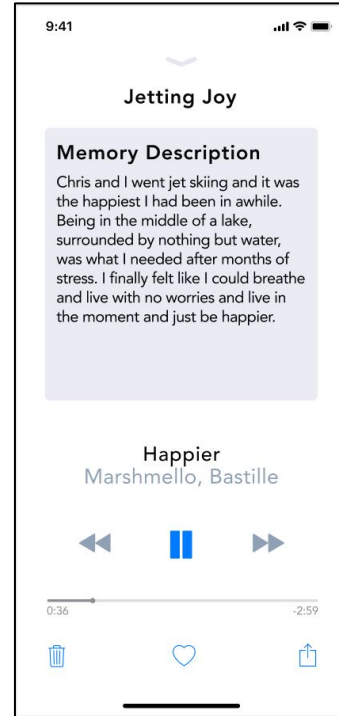 9:41
Jetting Joy
Memory Description
Chris and I went jet skiing and it was
the happiest I had been in awhile.
Being in the middle of a lake,
surrounded by nothing but water,
was what I needed after months of
stress. I finally felt like I could breathe
and live with no worries and live in
the moment and just be happier.
Happier
Marshmello, Bastille
0:36 -2:59